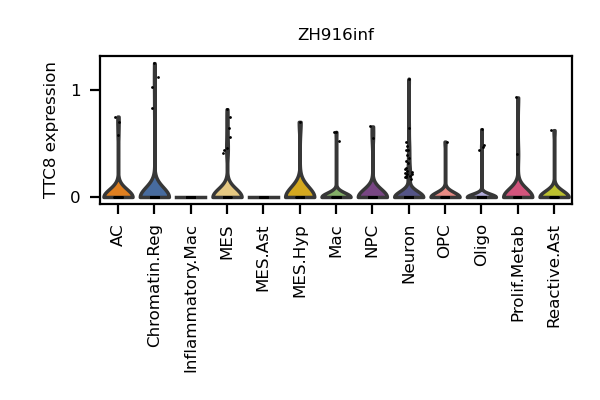 ZH916inf
TTC8 expression
1
0
AC
Chromatin.Reg
Inflammatory.Mac
MES
MES.Ast
MES.Hyp
Mac
NPC
Neuron
OPC
Oligo
Prolif.Metab
Reactive.Ast